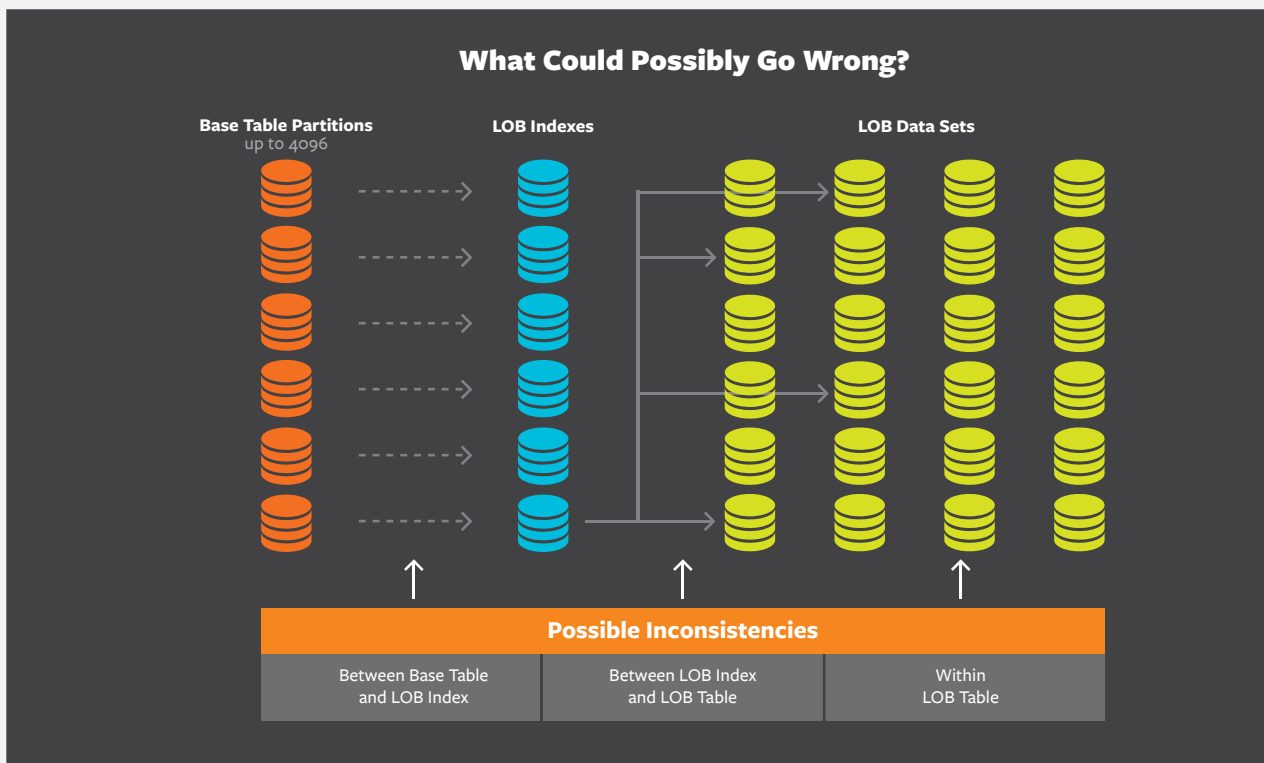 What Could Possibly Go Wrong?
Base Table Partitions
up to 4096
LOB Indexes
LOB Data Sets
Possible Inconsistencies
Between Base Table
and LOB Index
Between LOB Index
and LOB Table
Within
LOB Table